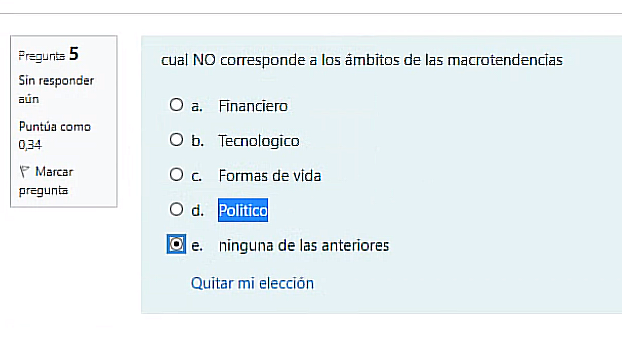 Pregunta 5
Sin responder
aún
Puntúa como
0,34
Marcar
pregunta
cual NO corresponde a los ámbitos de las macrotendencias
a. Financiero
b. Tecnologico
c. Formas de vida
d. Politico
e. ninguna de las anteriores
Quitar mi elección